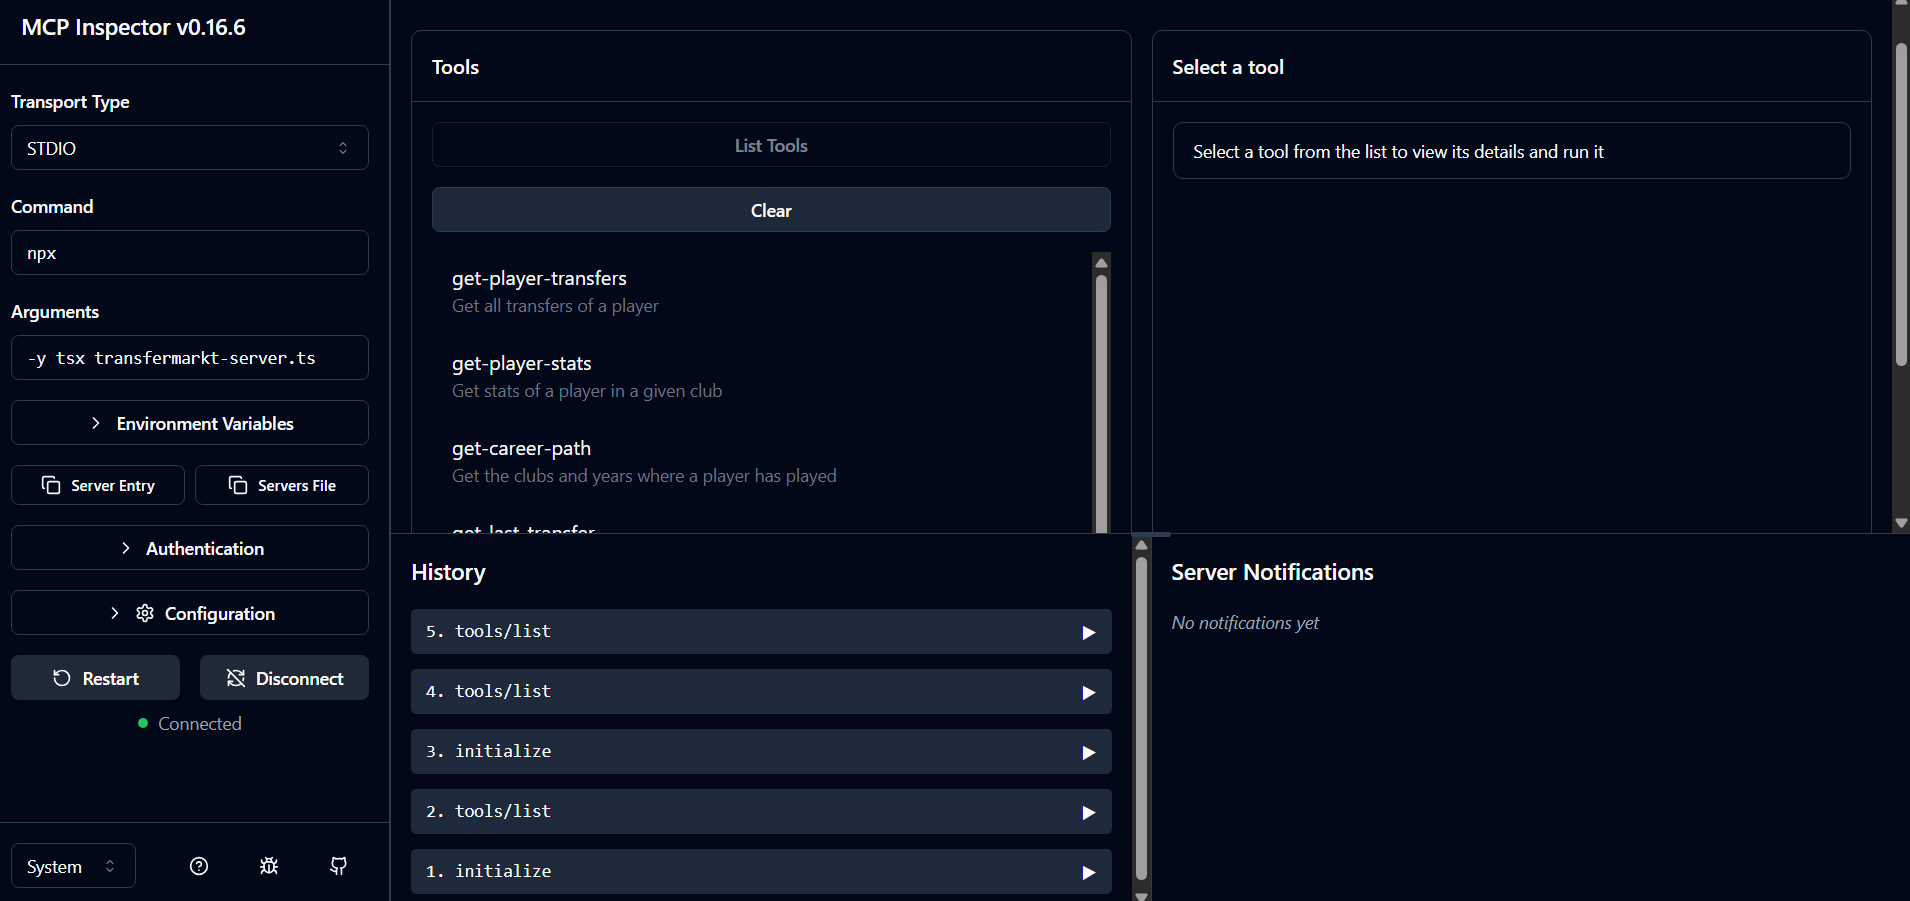 MCP Inspector v0.16.6
Transport Type
STDIO
Command
npx
Arguments
-y tsx transfermarkt-server.ts
Environment Variables
Server Entry
Servers File
Authentication
Configuration
Restart
Disconnect
Connected
System
Tools
List Tools
Clear
get-player-transfers
Get all transfers of a player
get-player-stats
Get stats of a player in a given club
get-career-path
Get the clubs and years where a player has played
get-last-transfer
Select a tool
Select a tool from the list to view its details and run it
History
5. tools/list
4. tools/list
3. initialize
2. tools/list
1. initialize
Server Notifications
No notifications yet